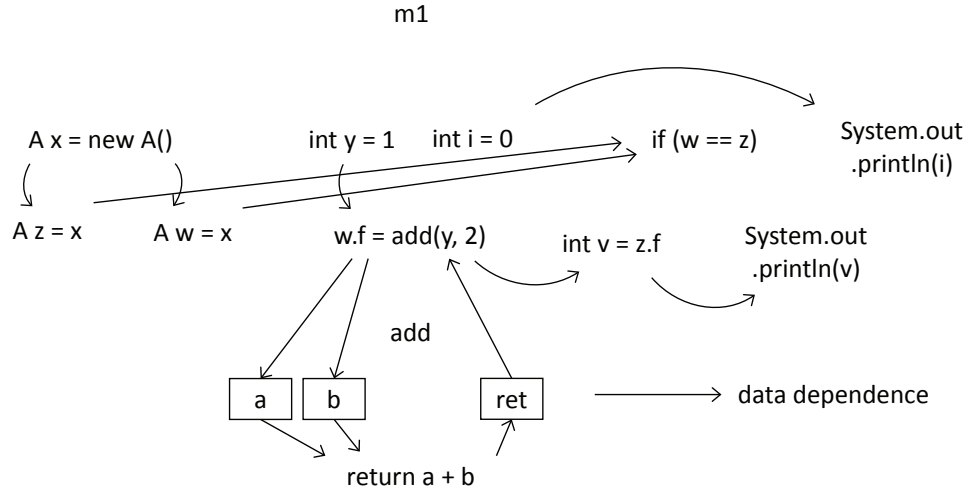 m1
A x = new A()
int y = 1
int i = 0
if (w == z)
System.out
.println(i)
A z = x
A w = x
w.f = add(y, 2)
int v = z.f
System.out
.println(v)
add
a
b
ret
data dependence
return a + b